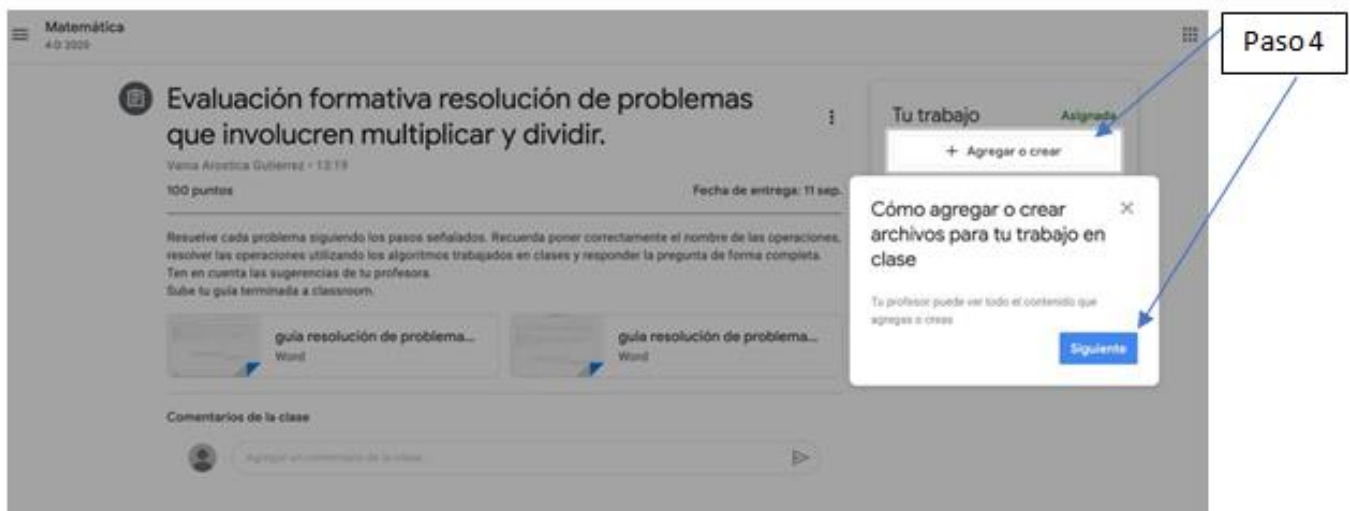 Matemática
4 D 2020
Paso 4
Evaluación formativa resolución de problemas
que involucren multiplicar y dividir.
Vania Arostica Gutierrez • 13:19
100 puntos
Fecha de entrega: 11 sep.
Resuelve cada problema siguiendo los pasos señalados. Recuerda poner correctamente el nombre de las operaciones,
resolver las operaciones utilizando los algoritmos trabajados en clases y responder la pregunta de forma completa.
Ten en cuenta las sugerencias de tu profesora.
Sube tu guía terminada a classroom.
guia resolución de problema...
Word
guia resolución de problema...
Word
Comentarios de la clase
Agregar un comentario de la clase...
Tu trabajo
Asignada
+ Agregar o crear
Cómo agregar o crear
archivos para tu trabajo en
clase
Tu profesor puede ver todo el contenido que
agregas o creas
Siguiente